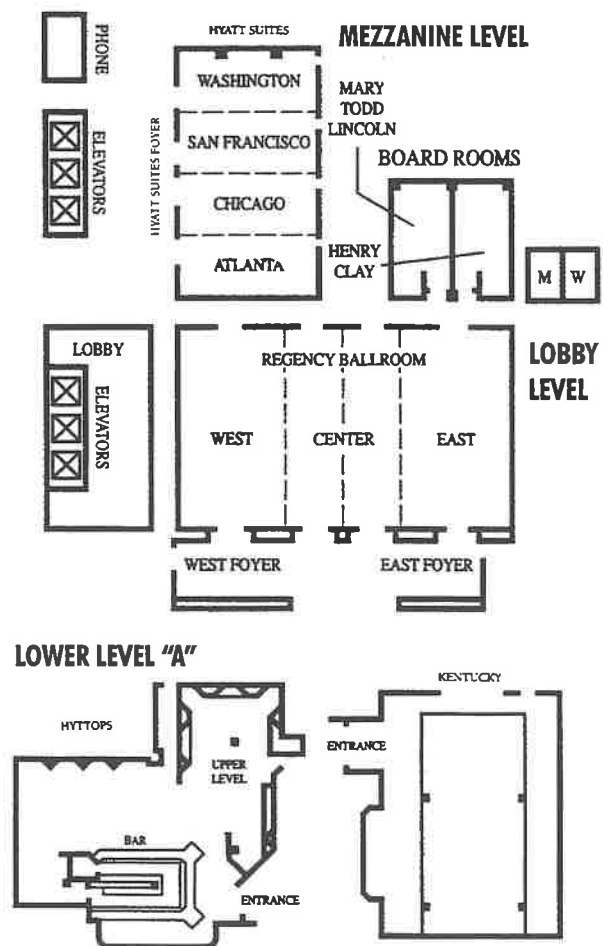 HYATT SUITES
MEZZANINE LEVEL
PHONE
ELEVATORS
HYATT SUITES FOYER
WASHINGTON
SAN FRANCISCO
CHICAGO
ATLANTA
MARY
TODD
LINCOLN
BOARD ROOMS
HENRY
CLAY
M W
LOBBY
ELEVATORS
REGENCY BALLROOM
WEST CENTER EAST
LOBBY
LEVEL
WEST FOYER EAST FOYER
LOWER LEVEL "A"
HYTTOPS
UPPER
LEVEL
BAR
ENTRANCE
KENTUCKY
ENTRANCE